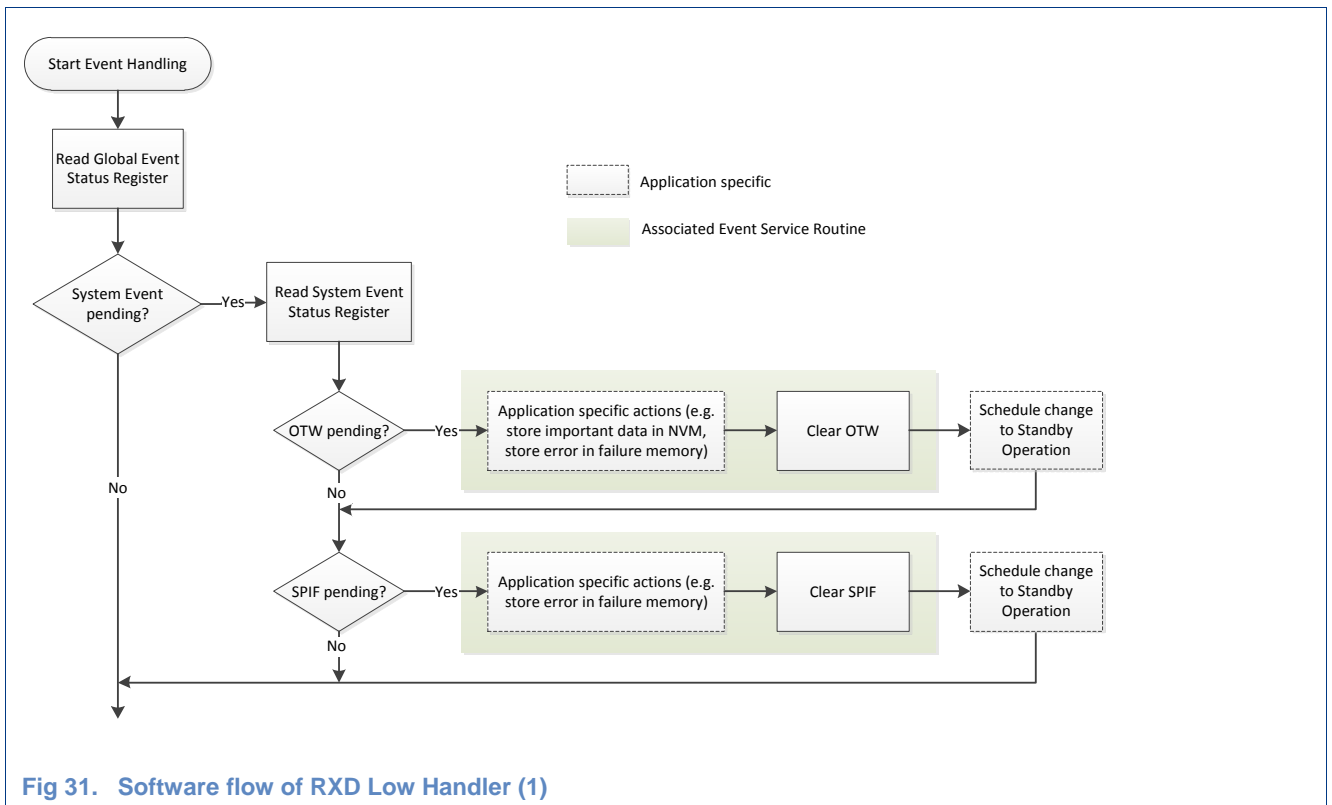 Start Event Handling
Read Global Event
Status Register
Application specific
Associated Event Service Routine
System Event
pending?
Yes
Read System Event
Status Register
OTW pending?
Yes
Application specific actions (e.g.
store important data in NVM,
store error in failure memory)
Clear OTW
Schedule change
to Standby
Operation
No
No
SPIF pending?
Yes
Application specific actions (e.g.
store error in failure memory)
Clear SPIF
Schedule change
to Standby
Operation
No
Fig 31. Software flow of RXD Low Handler (1)